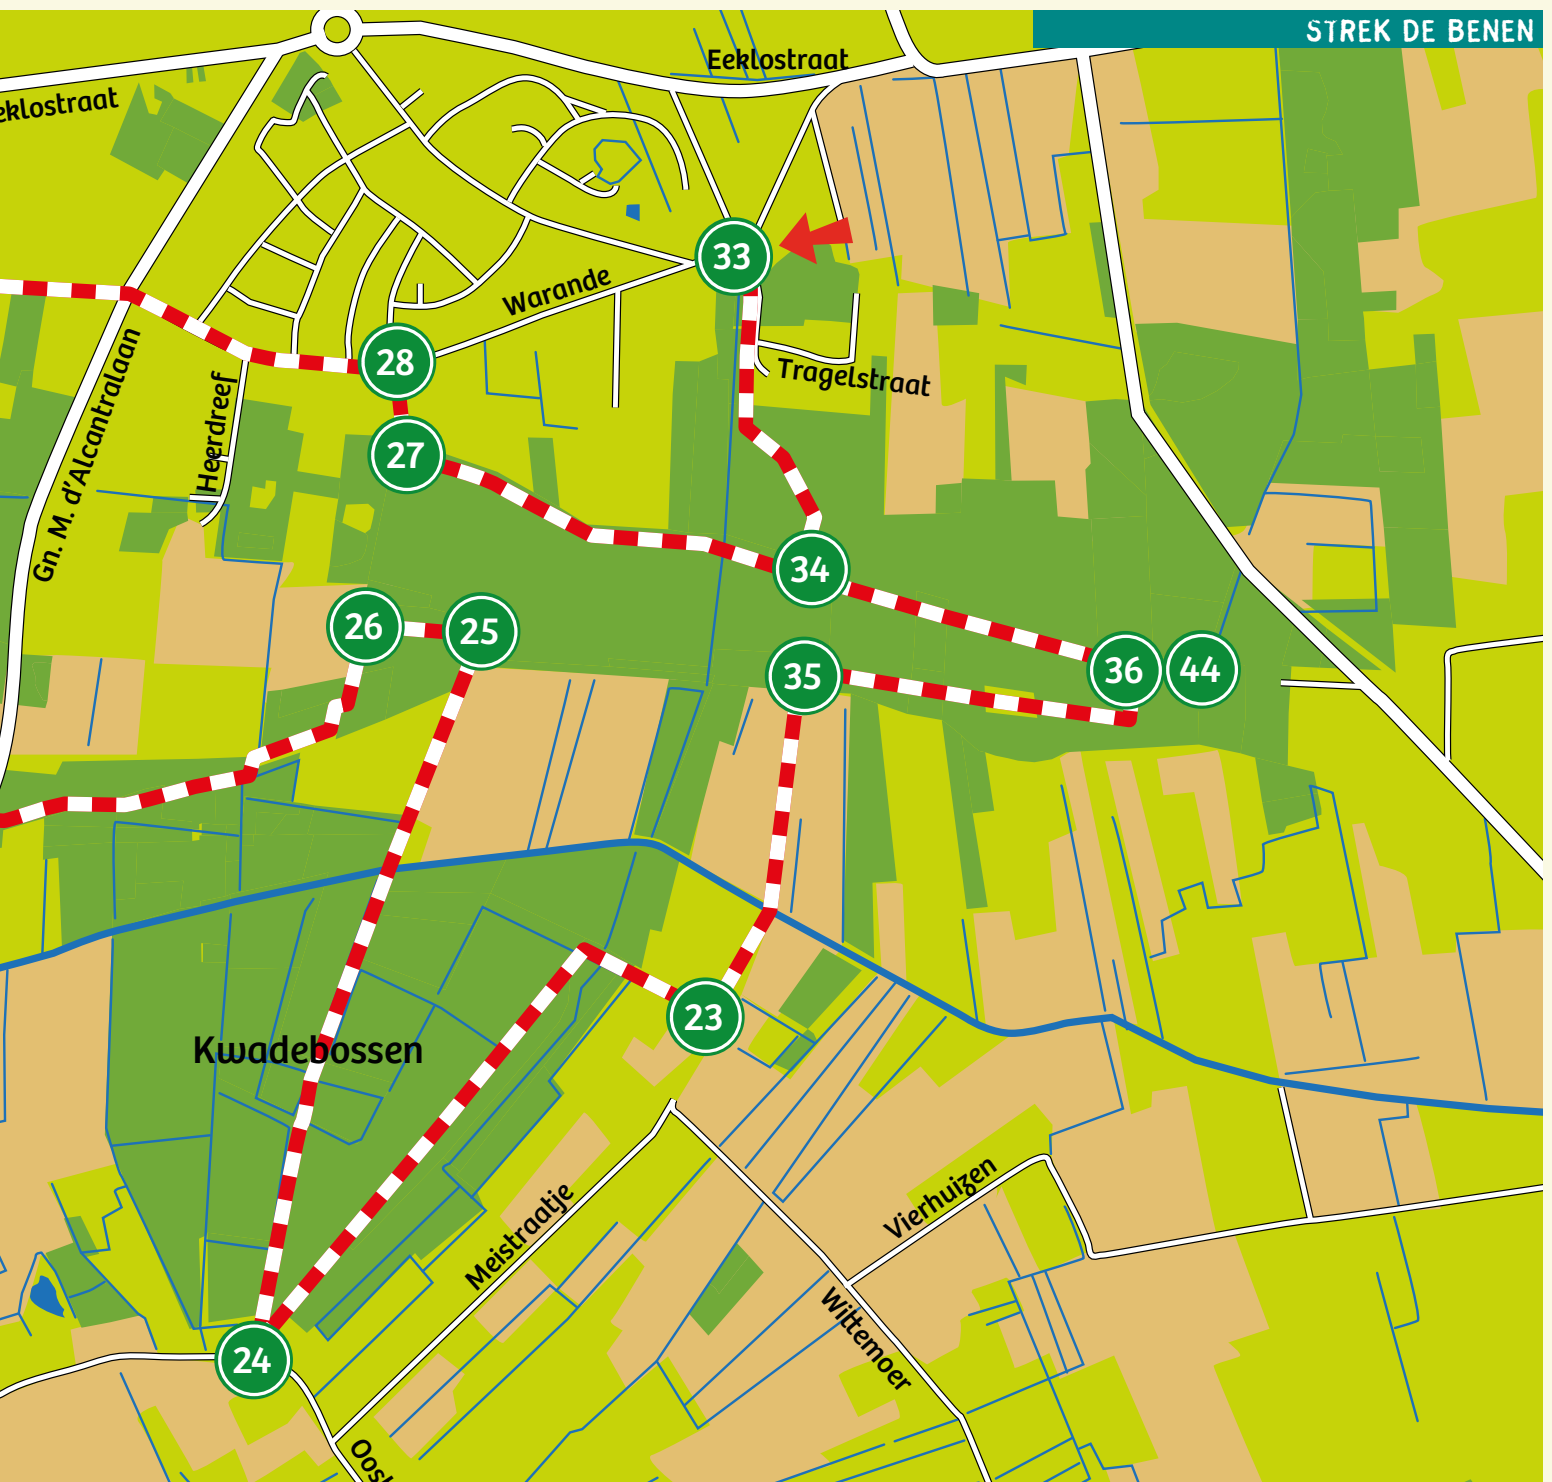 STREK DE BENEN
Eeklostraat
eklostraat
33
Warande
28
Tragelstraat
Gn. M. d'Alcantralaan
Heerdreef
27
34
26
25
35
36
44
23
Kwadebossen
Meistraatje
Vierhuizen
Wittemoer
24